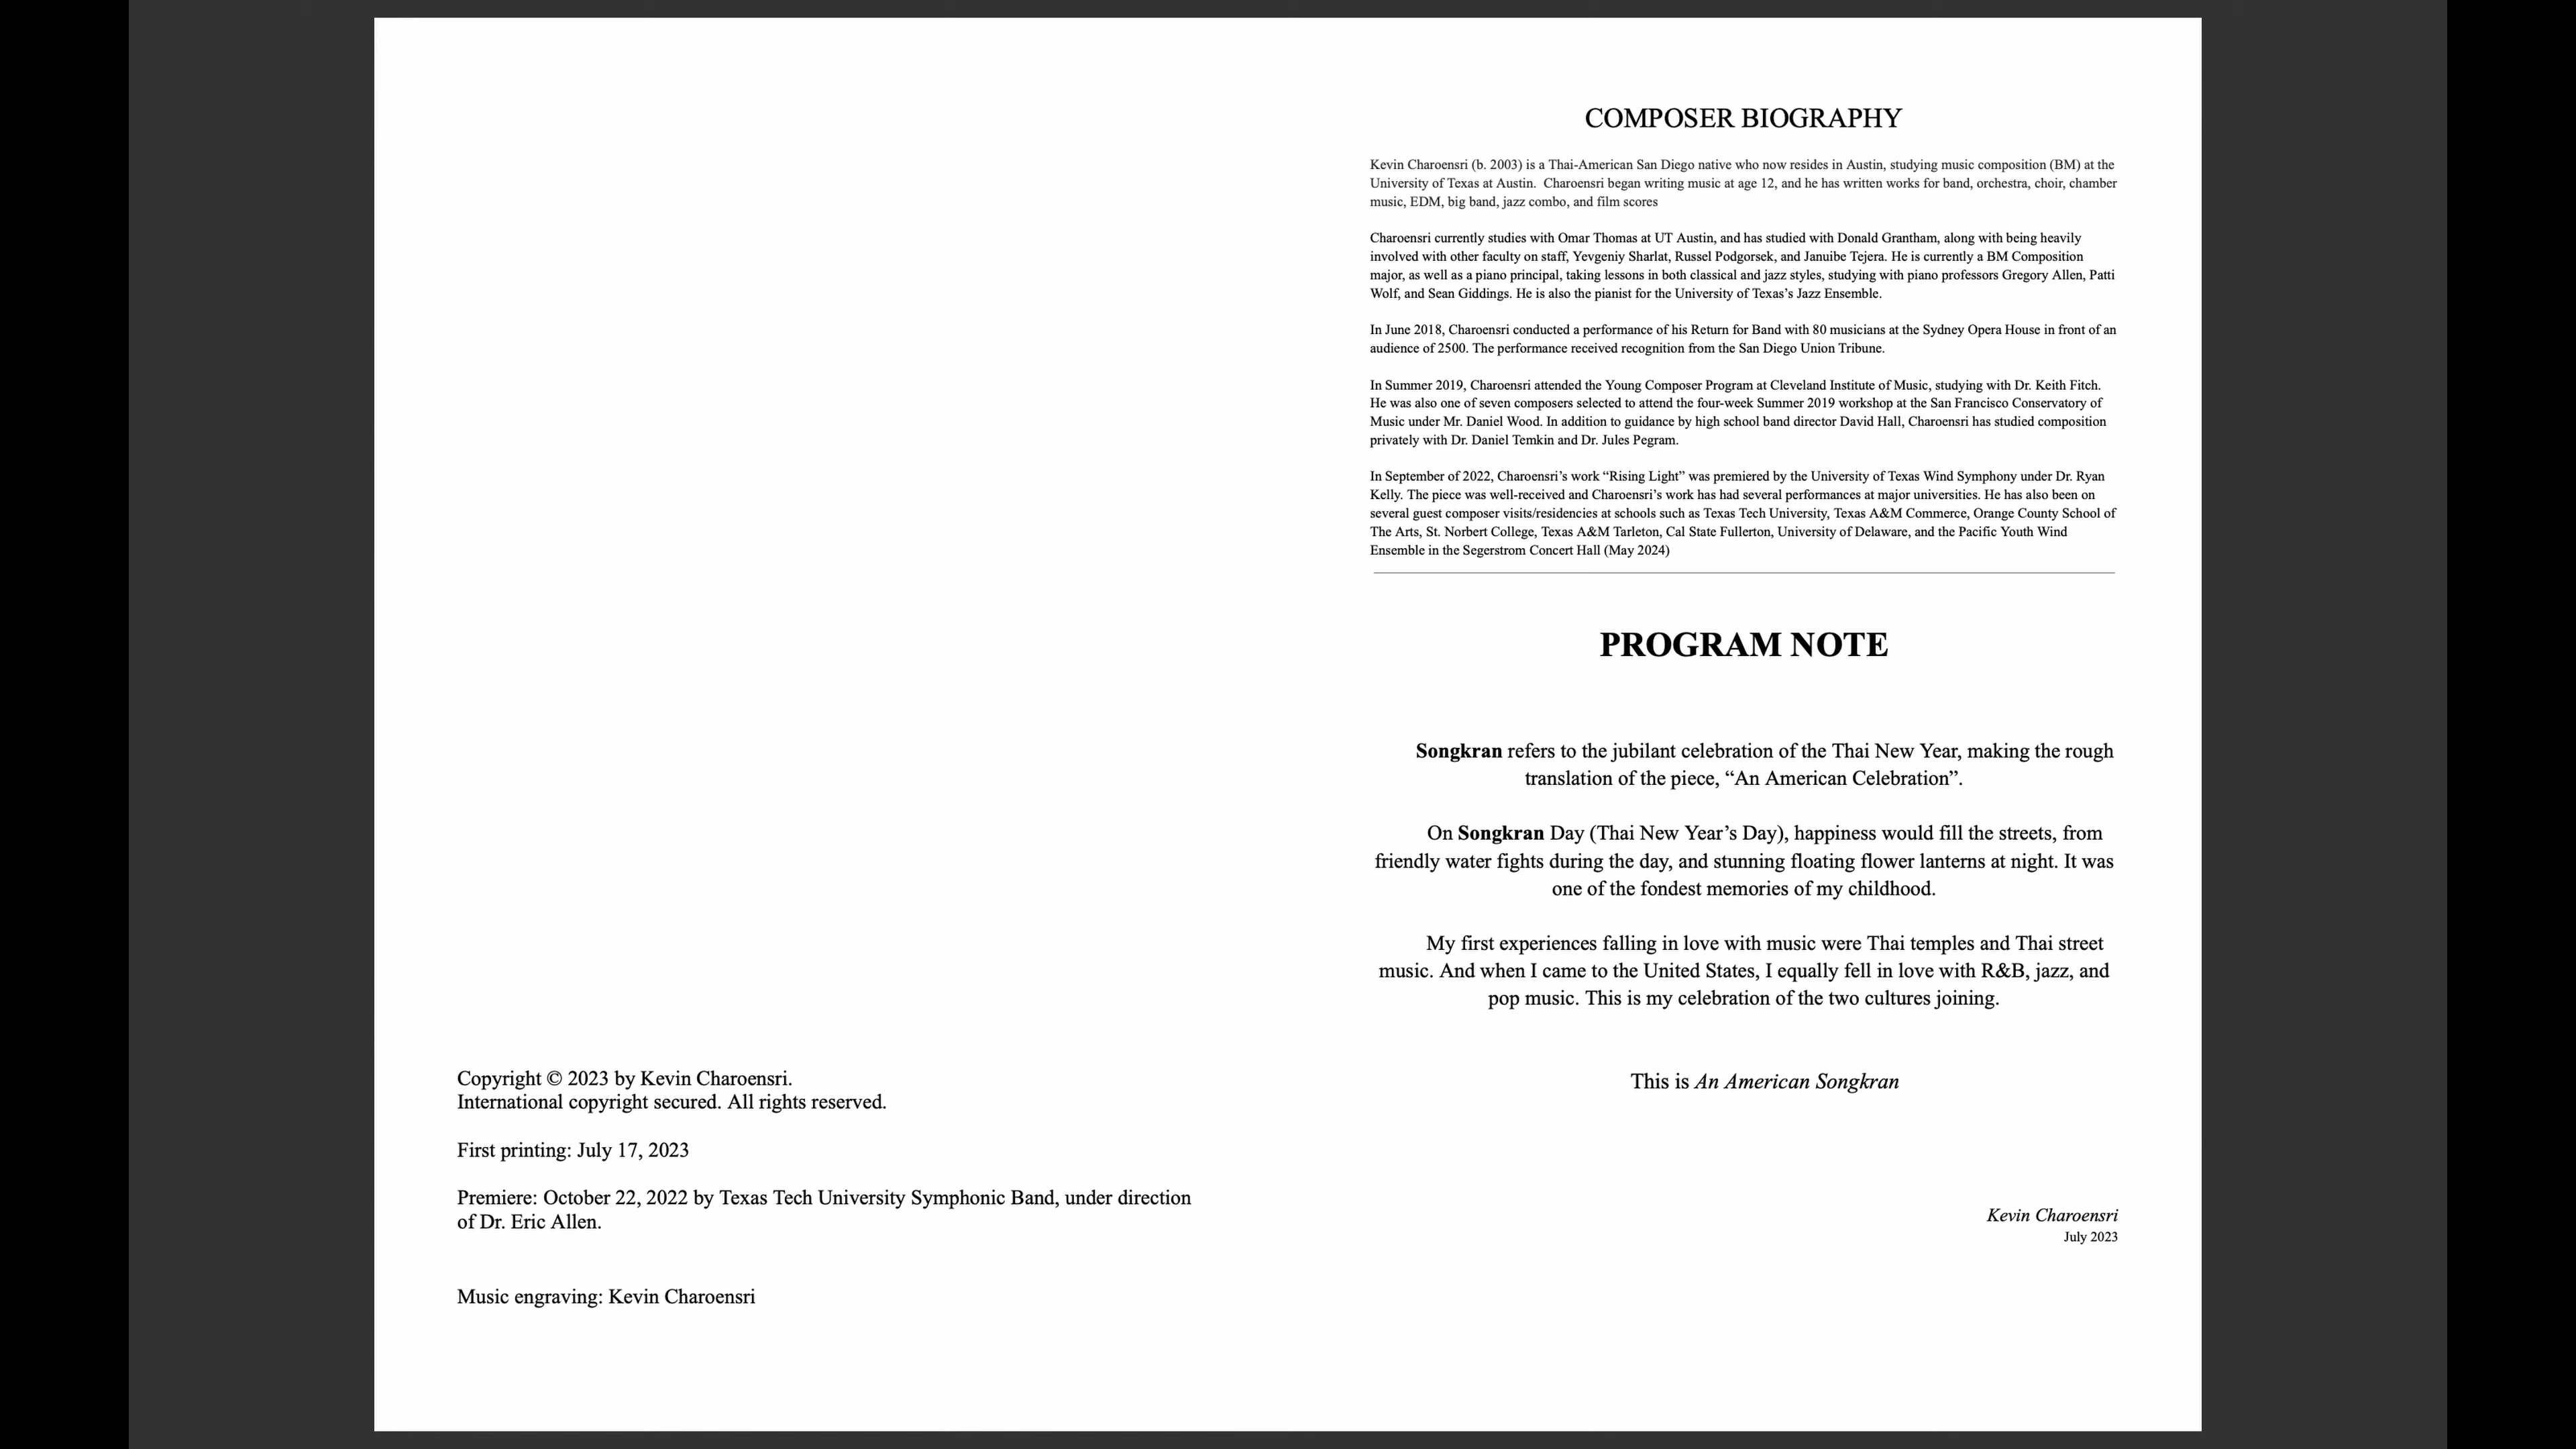 Copyright © 2023 by Kevin Charoensri.
International copyright secured. All rights reserved.
First printing: July 17, 2023
Premiere: October 22, 2022 by Texas Tech University Symphonic Band, under direction
of Dr. Eric Allen.
Music engraving: Kevin Charoensri
COMPOSER BIOGRAPHY
Kevin Charoensri (b. 2003) is a Thai-American San Diego native who now resides in Austin, studying music composition (BM) at the
University of Texas at Austin.  Charoensri began writing music at age 12, and he has written works for band, orchestra, choir, chamber
music, EDM, big band, jazz combo, and film scores
Charoensri currently studies with Omar Thomas at UT Austin, and has studied with Donald Grantham, along with being heavily
involved with other faculty on staff, Yevgeniy Sharlat, Russel Podgorsek, and Januibe Tejera. He is currently a BM Composition
major, as well as a piano principal, taking lessons in both classical and jazz styles, studying with piano professors Gregory Allen, Patti
Wolf, and Sean Giddings. He is also the pianist for the University of Texas’s Jazz Ensemble.
In June 2018, Charoensri conducted a performance of his Return for Band with 80 musicians at the Sydney Opera House in front of an
audience of 2500. The performance received recognition from the San Diego Union Tribune.
In Summer 2019, Charoensri attended the Young Composer Program at Cleveland Institute of Music, studying with Dr. Keith Fitch.
He was also one of seven composers selected to attend the four-week Summer 2019 workshop at the San Francisco Conservatory of
Music under Mr. Daniel Wood. In addition to guidance by high school band director David Hall, Charoensri has studied composition
privately with Dr. Daniel Temkin and Dr. Jules Pegram.
In September of 2022, Charoensri’s work “Rising Light” was premiered by the University of Texas Wind Symphony under Dr. Ryan
Kelly. The piece was well-received and Charoensri’s work has had several performances at major universities. He has also been on
several guest composer visits/residencies at schools such as Texas Tech University, Texas A&M Commerce, Orange County School of
The Arts, St. Norbert College, Texas A&M Tarleton, Cal State Fullerton, University of Delaware, and the Pacific Youth Wind
Ensemble in the Segerstrom Concert Hall (May 2024)
PROGRAM NOTE
Songkran refers to the jubilant celebration of the Thai New Year, making the rough
translation of the piece, “An American Celebration”.
On Songkran Day (Thai New Year’s Day), happiness would fill the streets, from
friendly water fights during the day, and stunning floating flower lanterns at night. It was
one of the fondest memories of my childhood.
My first experiences falling in love with music were Thai temples and Thai street
music. And when I came to the United States, I equally fell in love with R&B, jazz, and
pop music. This is my celebration of the two cultures joining.
This is An American Songkran
Kevin Charoensri
July 2023